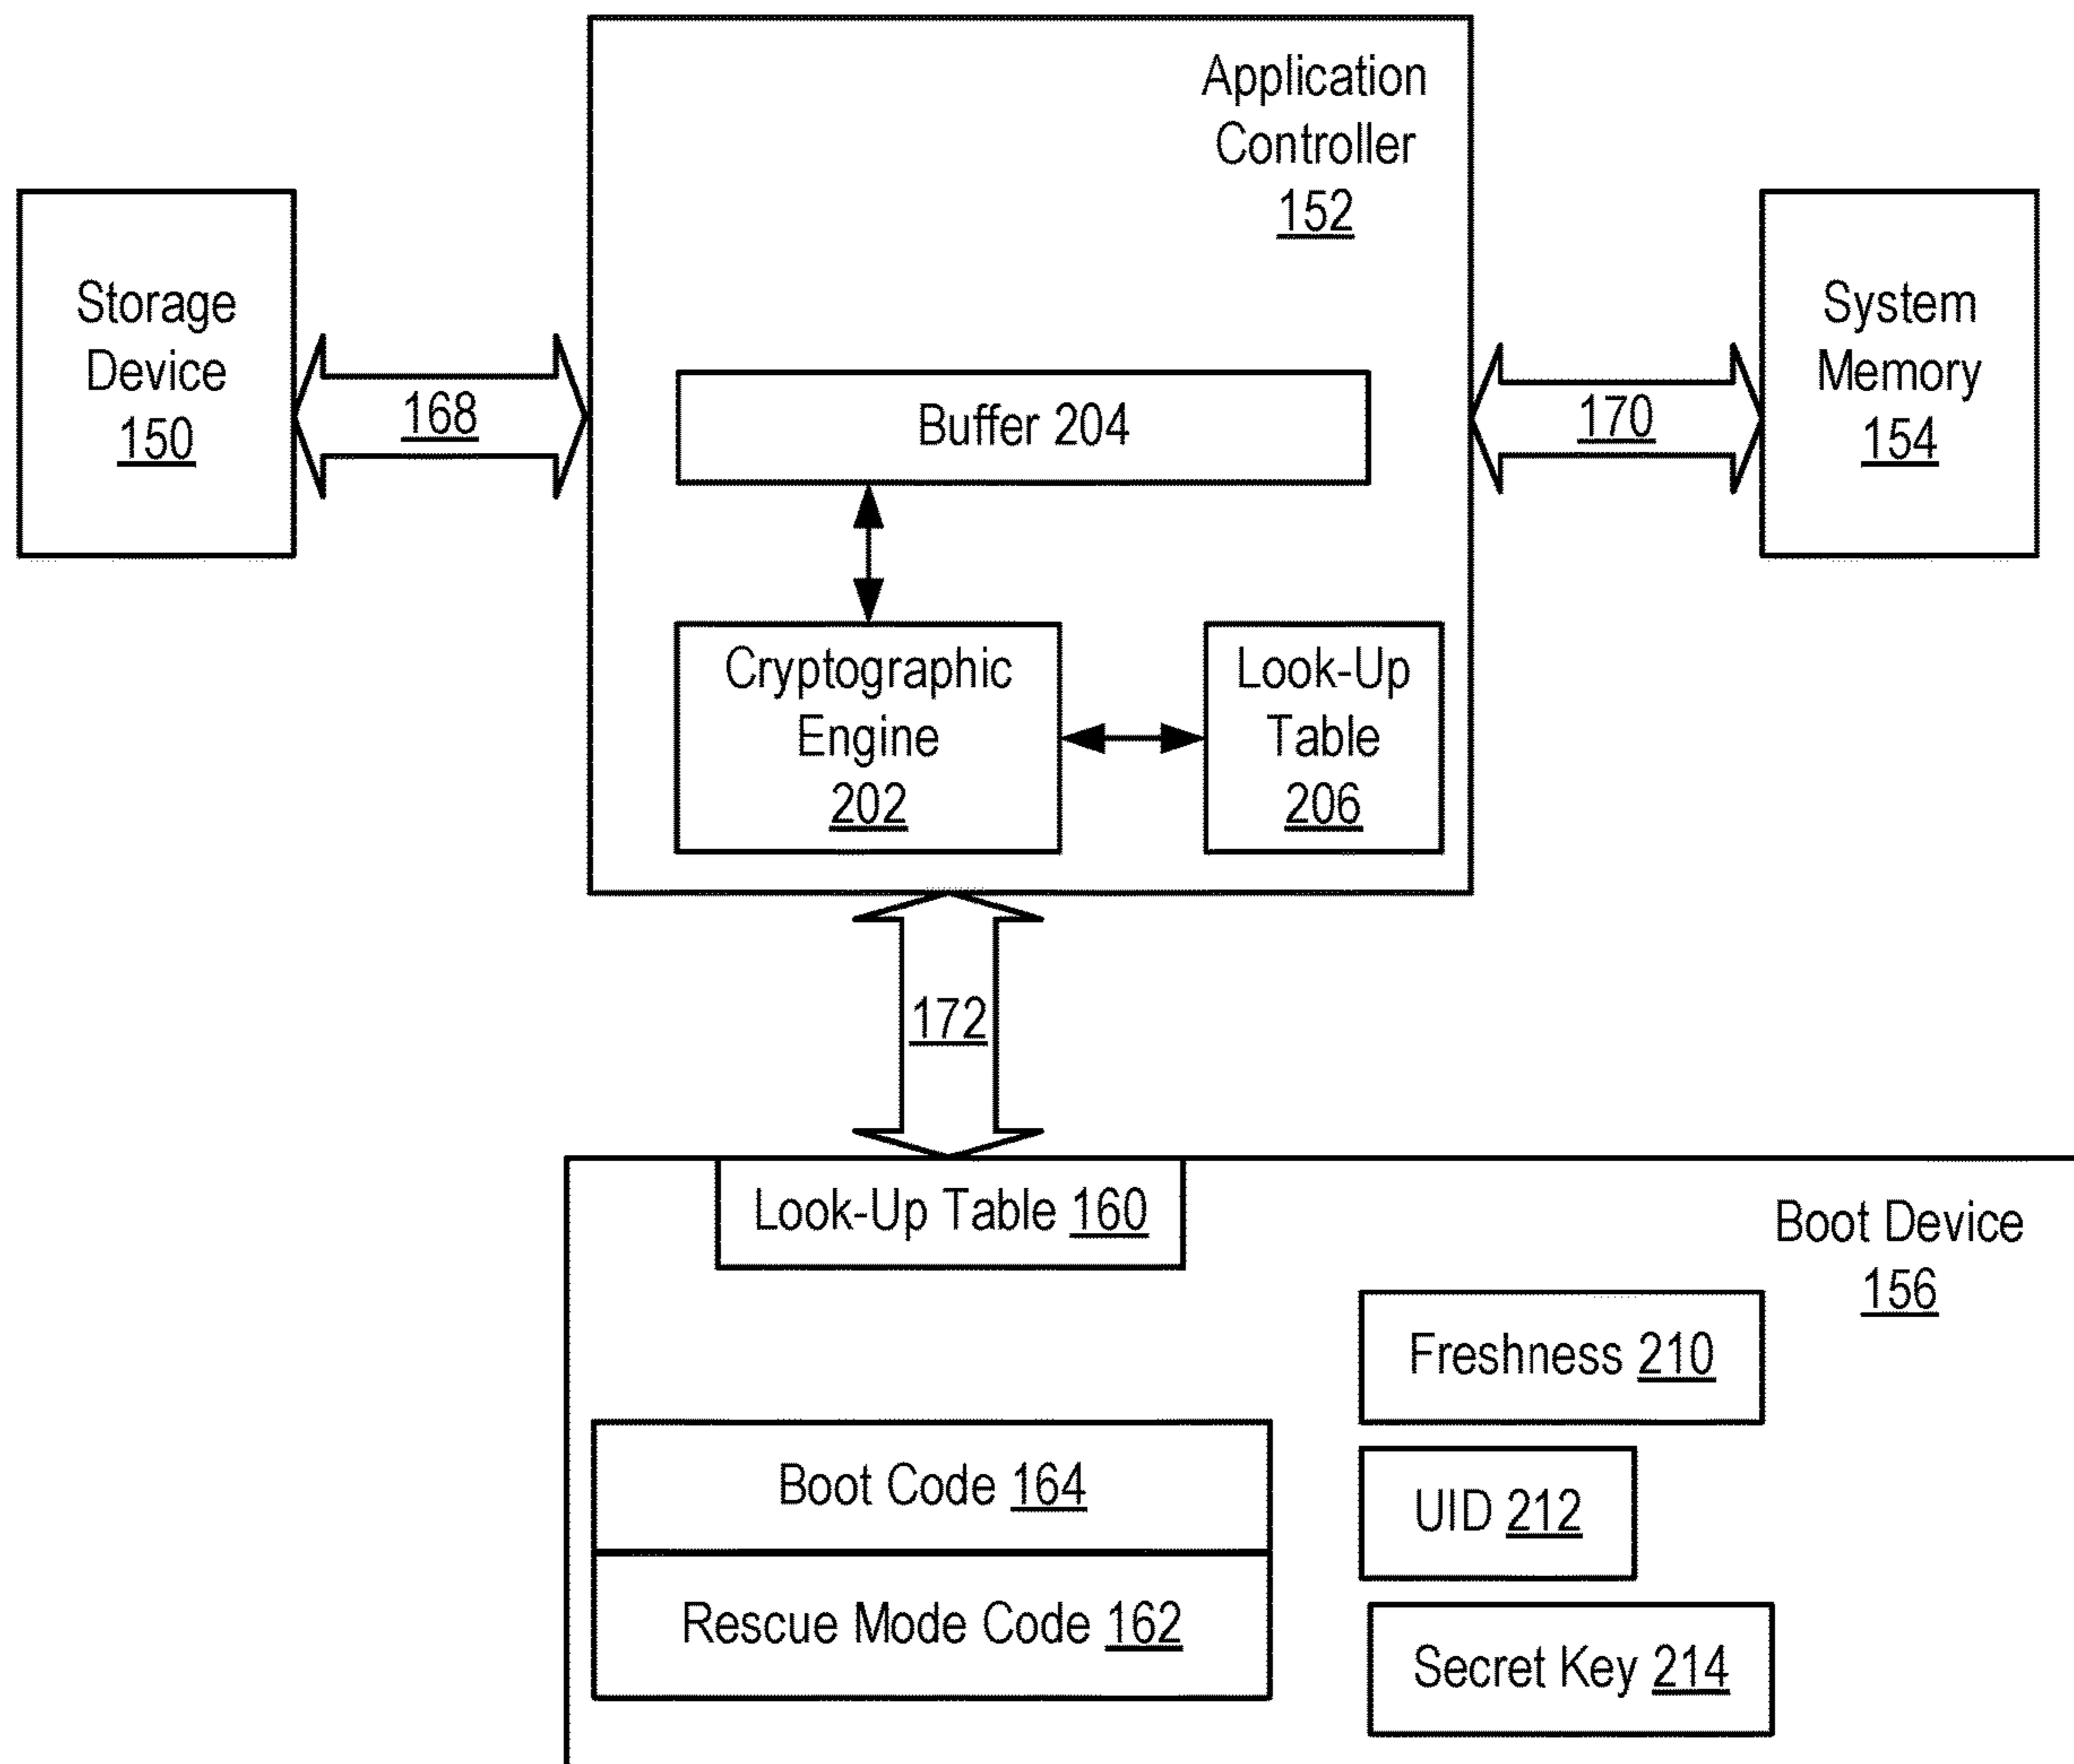 Application
Controller
152
Storage
Device
150
168
Buffer 204
170
System
Memory
154
Cryptographic
Engine
202
Look-Up
Table
206
172
Look-Up Table 160
Boot Device
156
Freshness 210
Boot Code 164
UID 212
Rescue Mode Code 162
Secret Key 214